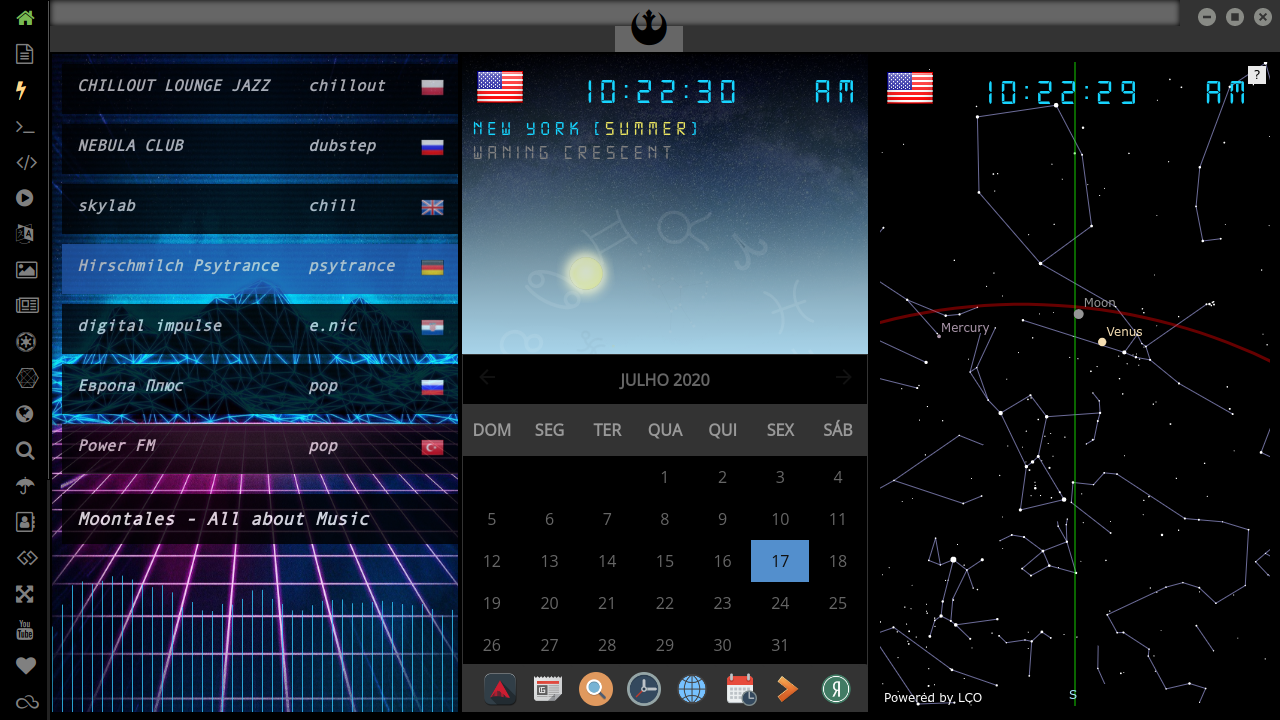 CHILLOUT LOUNGE JAZZ chillout
NEBULA CLUB dubstep
skylab chill
Hirschmilch Psytrance psytrance
digital impulse e.nic
Европа Плюс pop
Power FM pop
Moontales - All about Music
You
Tube
10:22:30 AM
NEW YORK (SUMMER)
WANING CRESCENT
JULHO 2020
DOM SEG TER QUA QUI SEX SÁB
1 2 3 4
5 6 7 8 9 10 11
12 13 14 15 16 17 18
19 20 21 22 23 24 25
26 27 28 29 30 31
Я
10:22:29 AM
?
Moon
Mercury
Venus
Powered by LCO
S